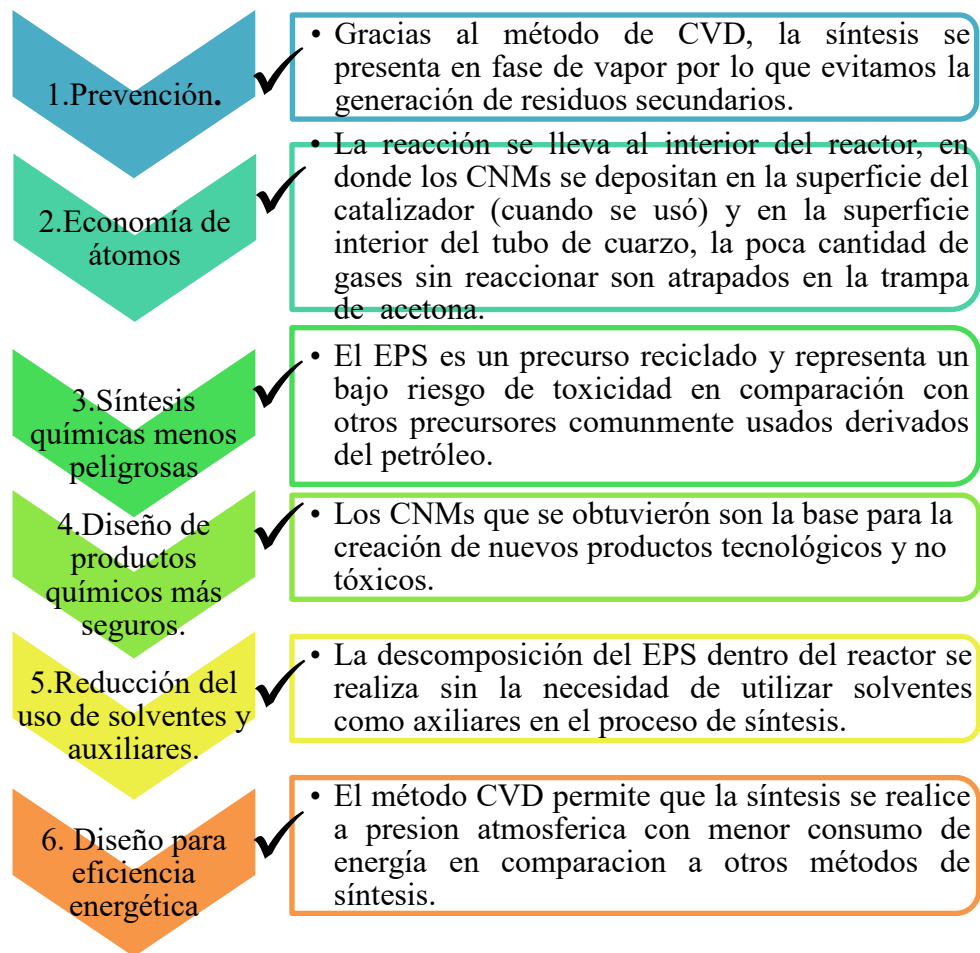 1.Prevención.
• Gracias al método de CVD, la síntesis se
presenta en fase de vapor por lo que evitamos la
generación de residuos secundarios.
2.Economía de
átomos
• La reacción se lleva al interior del reactor, en
donde los CNMs se depositan en la superficie del
catalizador (cuando se usó) y en la superficie
interior del tubo de cuarzo, la poca cantidad de
gases sin reaccionar son atrapados en la trampa
de acetona.
3.Síntesis
químicas menos
peligrosas
• El EPS es un precurso reciclado y representa un
bajo riesgo de toxicidad en comparación con
otros precursores comunmente usados derivados
del petróleo.
4.Diseño de
productos
químicos más
seguros.
• Los CNMs que se obtuvierón son la base para la
creación de nuevos productos tecnológicos y no
tóxicos.
5.Reducción del
uso de solventes y
auxiliares.
• La descomposición del EPS dentro del reactor se
realiza sin la necesidad de utilizar solventes
como axiliares en el proceso de síntesis.
6. Diseño para
eficiencia
energética
• El método CVD permite que la síntesis se realice
a presion atmosferica con menor consumo de
energía en comparacion a otros métodos de
síntesis.